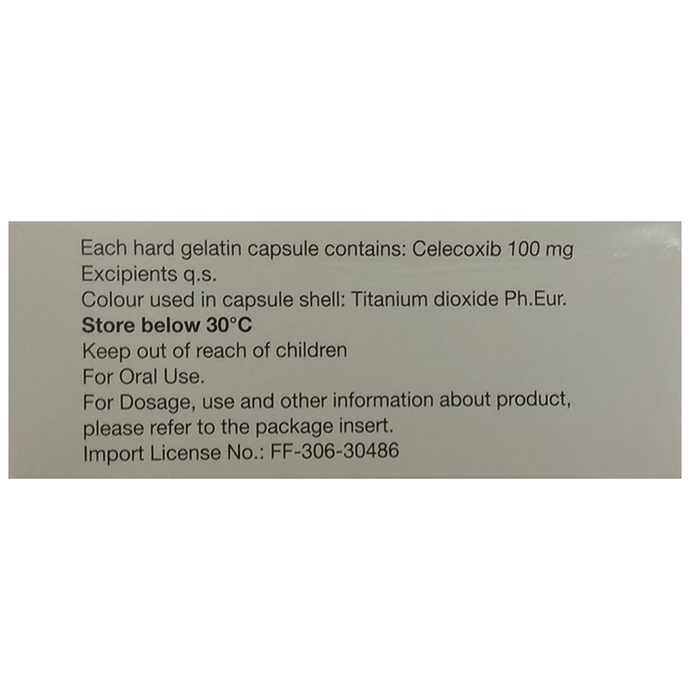 Each hard gelatin capsule contains: Celecoxib 100 mg
Excipients q.s.
Colour used in capsule shell: Titanium dioxide Ph.Eur.
Store below 30°C
Keep out of reach of children
For Oral Use.
For Dosage, use and other information about product,
please refer to the package insert.
Import License No.: FF-306-30486